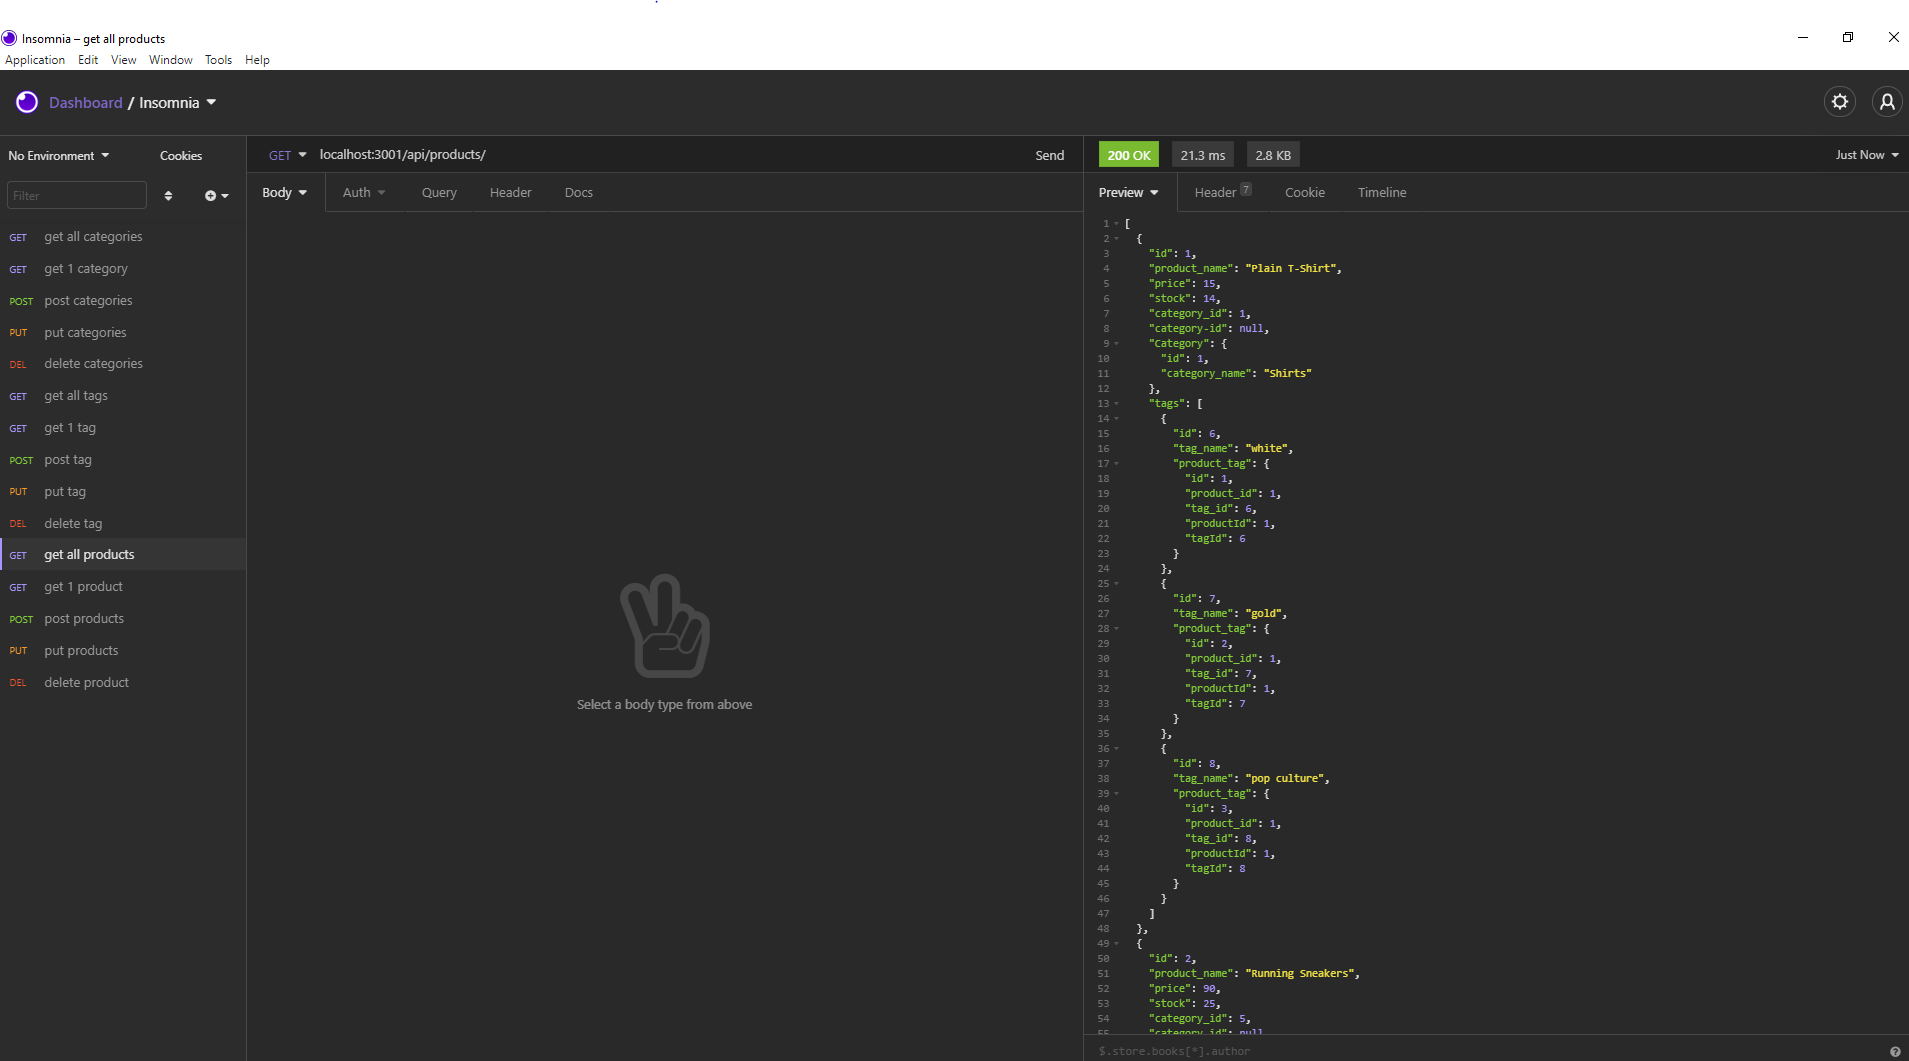 Insomnia – get all products
Application Edit View Window Tools Help
Dashboard / Insomnia
No Environment Cookies
Filter
GET get all categories
GET get 1 category
POST post categories
PUT put categories
DEL delete categories
GET get all tags
GET get 1 tag
POST post tag
PUT put tag
DEL delete tag
GET get all products
GET get 1 product
POST post products
PUT put products
DEL delete product
GET localhost:3001/api/products/ Send
Body Auth Query Header Docs
Select a body type from above
200 OK 21.3 ms 2.8 KB Just Now
Preview Header 7 Cookie Timeline
1 [
2 {
3 "id": 1,
4 "product_name": "Plain T-Shirt",
5 "price": 15,
6 "stock": 14,
7 "category_id": 1,
8 "category-id": null,
9 "Category": {
10 "id": 1,
11 "category_name": "Shirts"
12 },
13 "tags": [
14 {
15 "id": 6,
16 "tag_name": "white",
17 "product_tag": {
18 "id": 1,
19 "product_id": 1,
20 "tag_id": 6,
21 "productId": 1,
22 "tagId": 6
23 }
24 },
25 {
26 "id": 7,
27 "tag_name": "gold",
28 "product_tag": {
29 "id": 2,
30 "product_id": 1,
31 "tag_id": 7,
32 "productId": 1,
33 "tagId": 7
34 }
35 },
36 {
37 "id": 8,
38 "tag_name": "pop culture",
39 "product_tag": {
40 "id": 3,
41 "product_id": 1,
42 "tag_id": 8,
43 "productId": 1,
44 "tagId": 8
45 }
46 }
47 ]
48 },
49 {
50 "id": 2,
51 "product_name": "Running Sneakers",
52 "price": 90,
53 "stock": 25,
54 "category_id": 5,
55 null
$.store.books[*].author